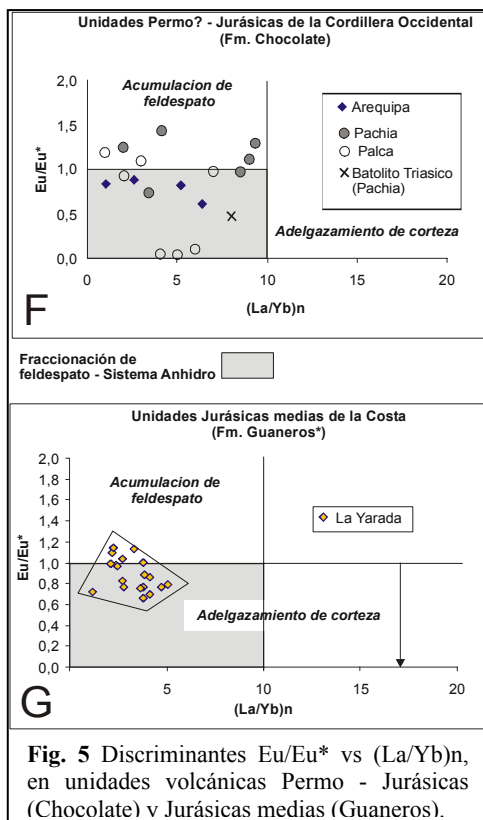 Unidades Permo? - Jurásicas de la Cordillera Occidental
(Fm. Chocolate)
2,0
1,5
1,0
0,5
0,0
Eu/Eu*
Acumulacion de
feldespato
Arequipa
Pachia
Palca
Batolito Triasico
(Pachia)
Adelgazamiento de corteza
0
5
10
15
20
(La/Yb)n
F
Fraccionación de
feldespato - Sistema Anhidro
Unidades Jurásicas medias de la Costa
(Fm. Guaneros*)
2,0
1,8
1,6
1,4
1,2
1,0
0,8
0,6
0,4
0,2
0,0
Eu/Eu*
Acumulacion de
feldespato
La Yarada
Adelgazamiento de corteza
5
10
15
20
(La/Yb)n
G
Fig. 5 Discriminantes Eu/Eu* vs (La/Yb)n,
en unidades volcánicas Permo - Jurásicas
(Chocolate) y Jurásicas medias (Guaneros).